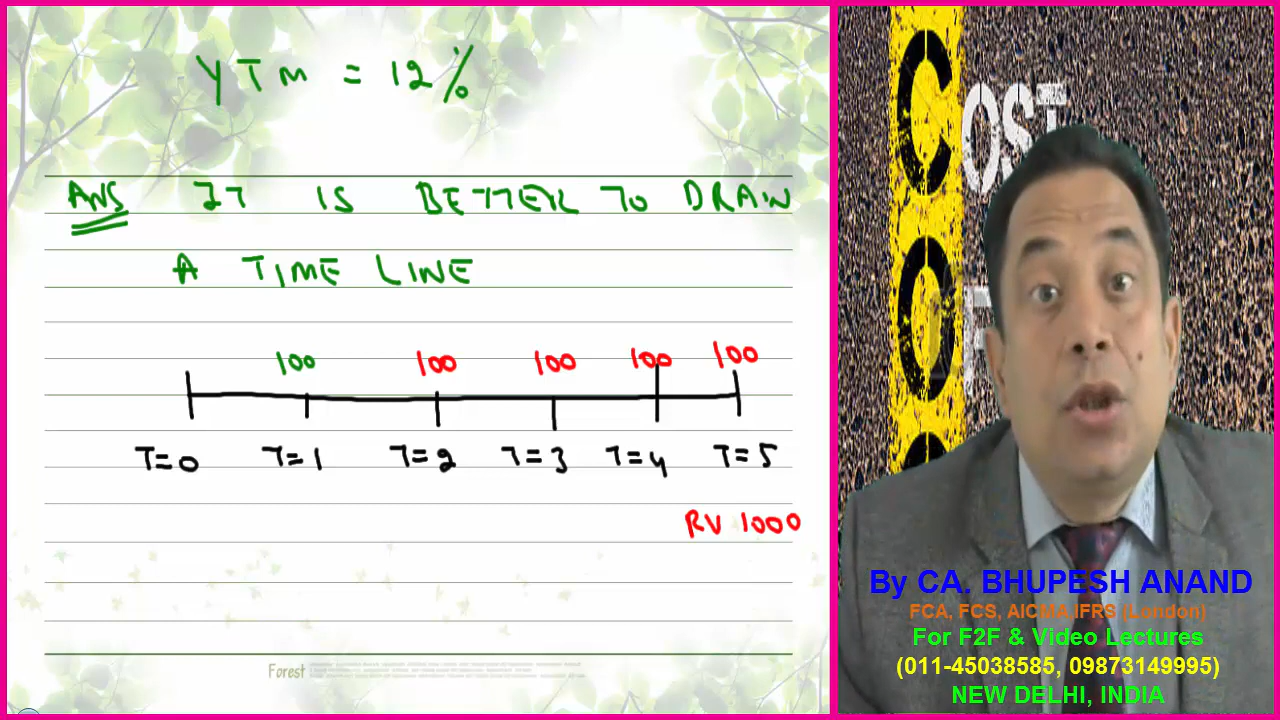 YTM = 12%
ANS IT IS BETTER TO DRAW
A TIME LINE
100 100 100 100 100
T=0 T=1 T=2 T=3 T=4 T=5
RV 1000
Forest
COST
OF
By CA. BHUPESH ANAND
FCA, FCS, AICMA,IFRS (London)
For F2F & Video Lectures
(011-45038585, 09873149995)
NEW DELHI, INDIA